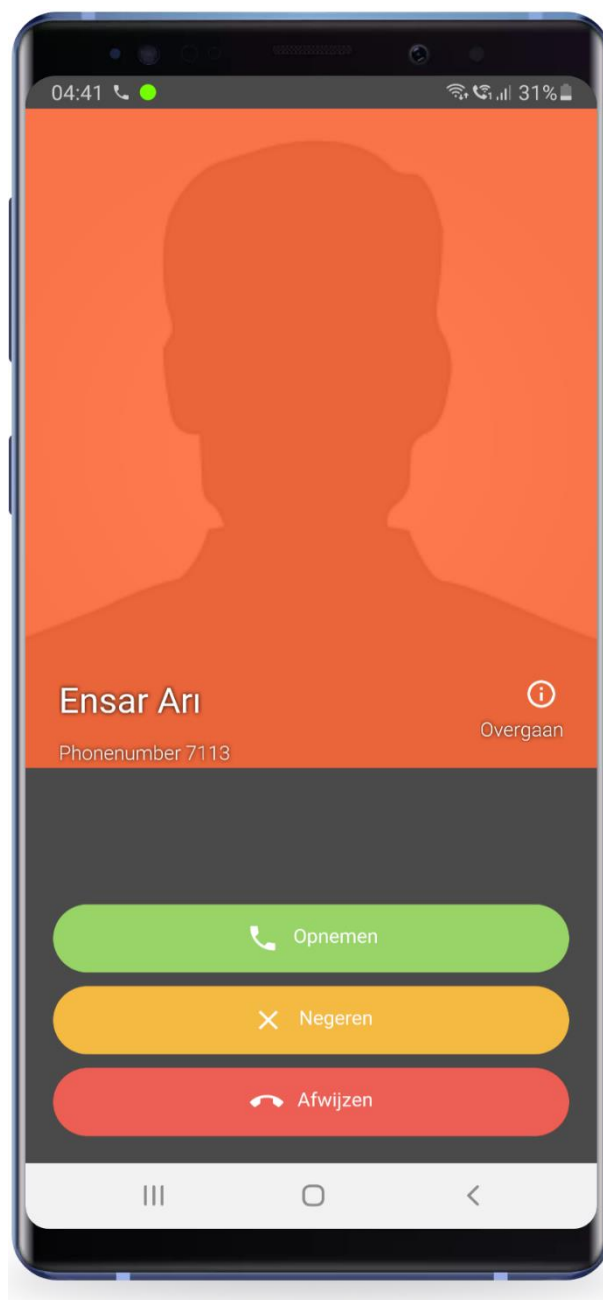 04:41 31%
Ensar Arı
Overgaan
Phonenumber 7113
Opnemen
Negeren
Afwijzen